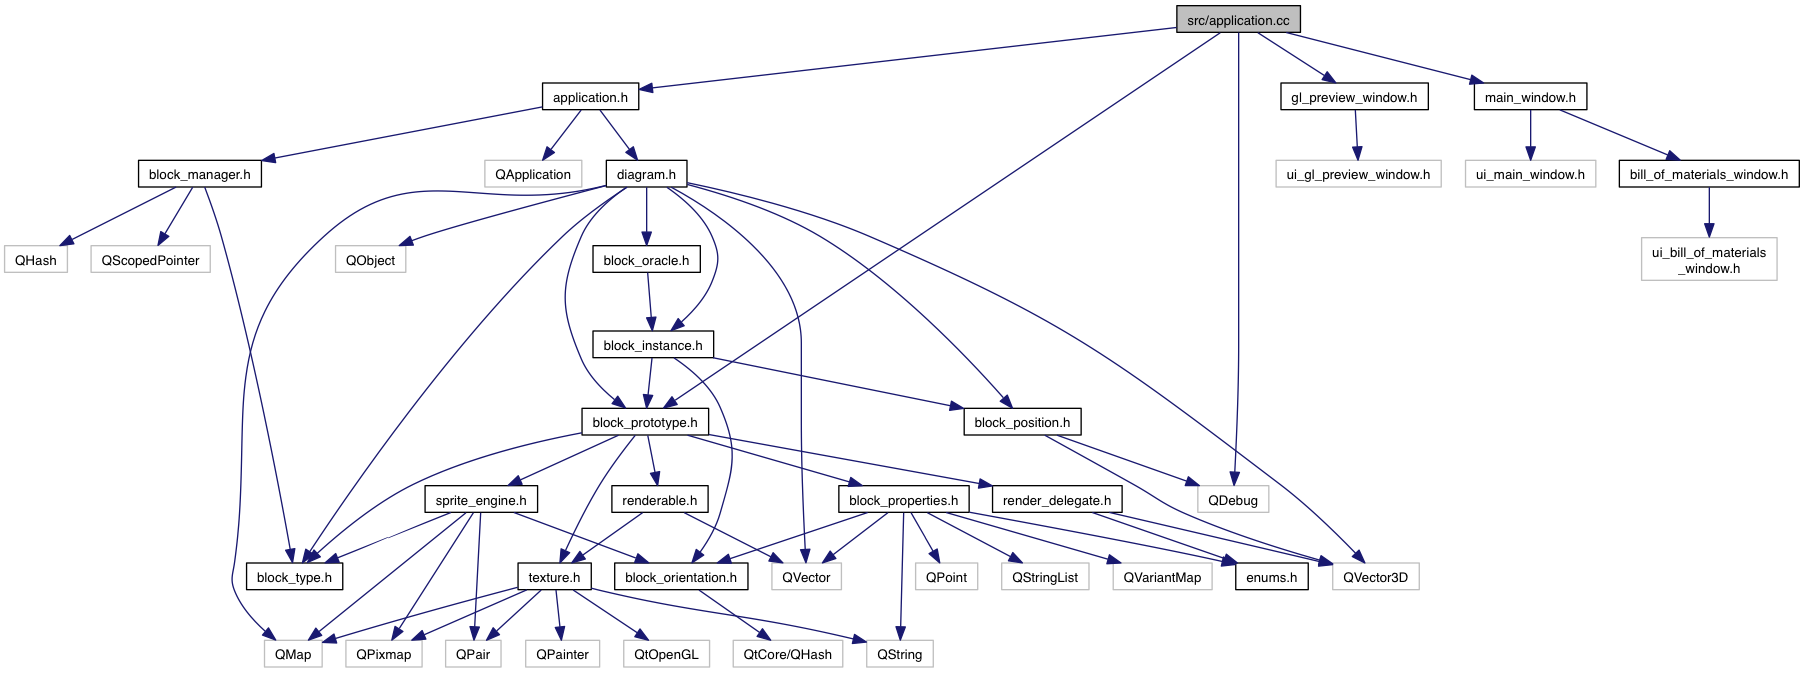 src/application.cc
application.h
gl_preview_window.h
main_window.h
block_manager.h
QApplication
diagram.h
ui_gl_preview_window.h
ui_main_window.h
bill_of_materials_window.h
QHash
QScopedPointer
QObject
block_oracle.h
ui_bill_of_materials
_window.h
block_instance.h
block_prototype.h
block_position.h
sprite_engine.h
renderable.h
block_properties.h
render_delegate.h
QDebug
block_type.h
texture.h
block_orientation.h
QVector
QPoint
QStringList
QVariantMap
enums.h
QVector3D
QMap
QPixmap
QPair
QPainter
QtOpenGL
QtCore/QHash
QString